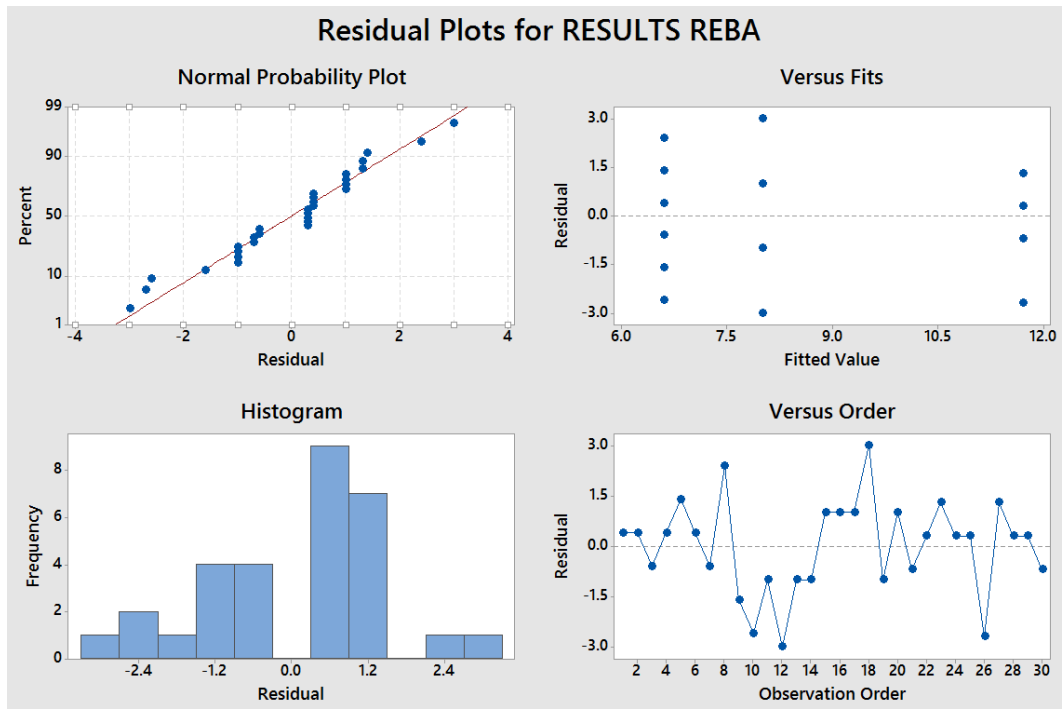 Residual Plots for RESULTS REBA
Normal Probability Plot
99
90
50
10
1
Percent
-4 -2 0 2 4
Residual
Versus Fits
3.0
1.5
0.0
-1.5
-3.0
Residual
6.0 7.5 9.0 10.5 12.0
Fitted Value
Histogram
8
6
4
2
0
Frequency
-2.4 -1.2 0.0 1.2 2.4
Residual
Versus Order
3.0
1.5
0.0
-1.5
-3.0
Residual
2 4 6 8 10 12 14 16 18 20 22 24 26 28 30
Observation Order